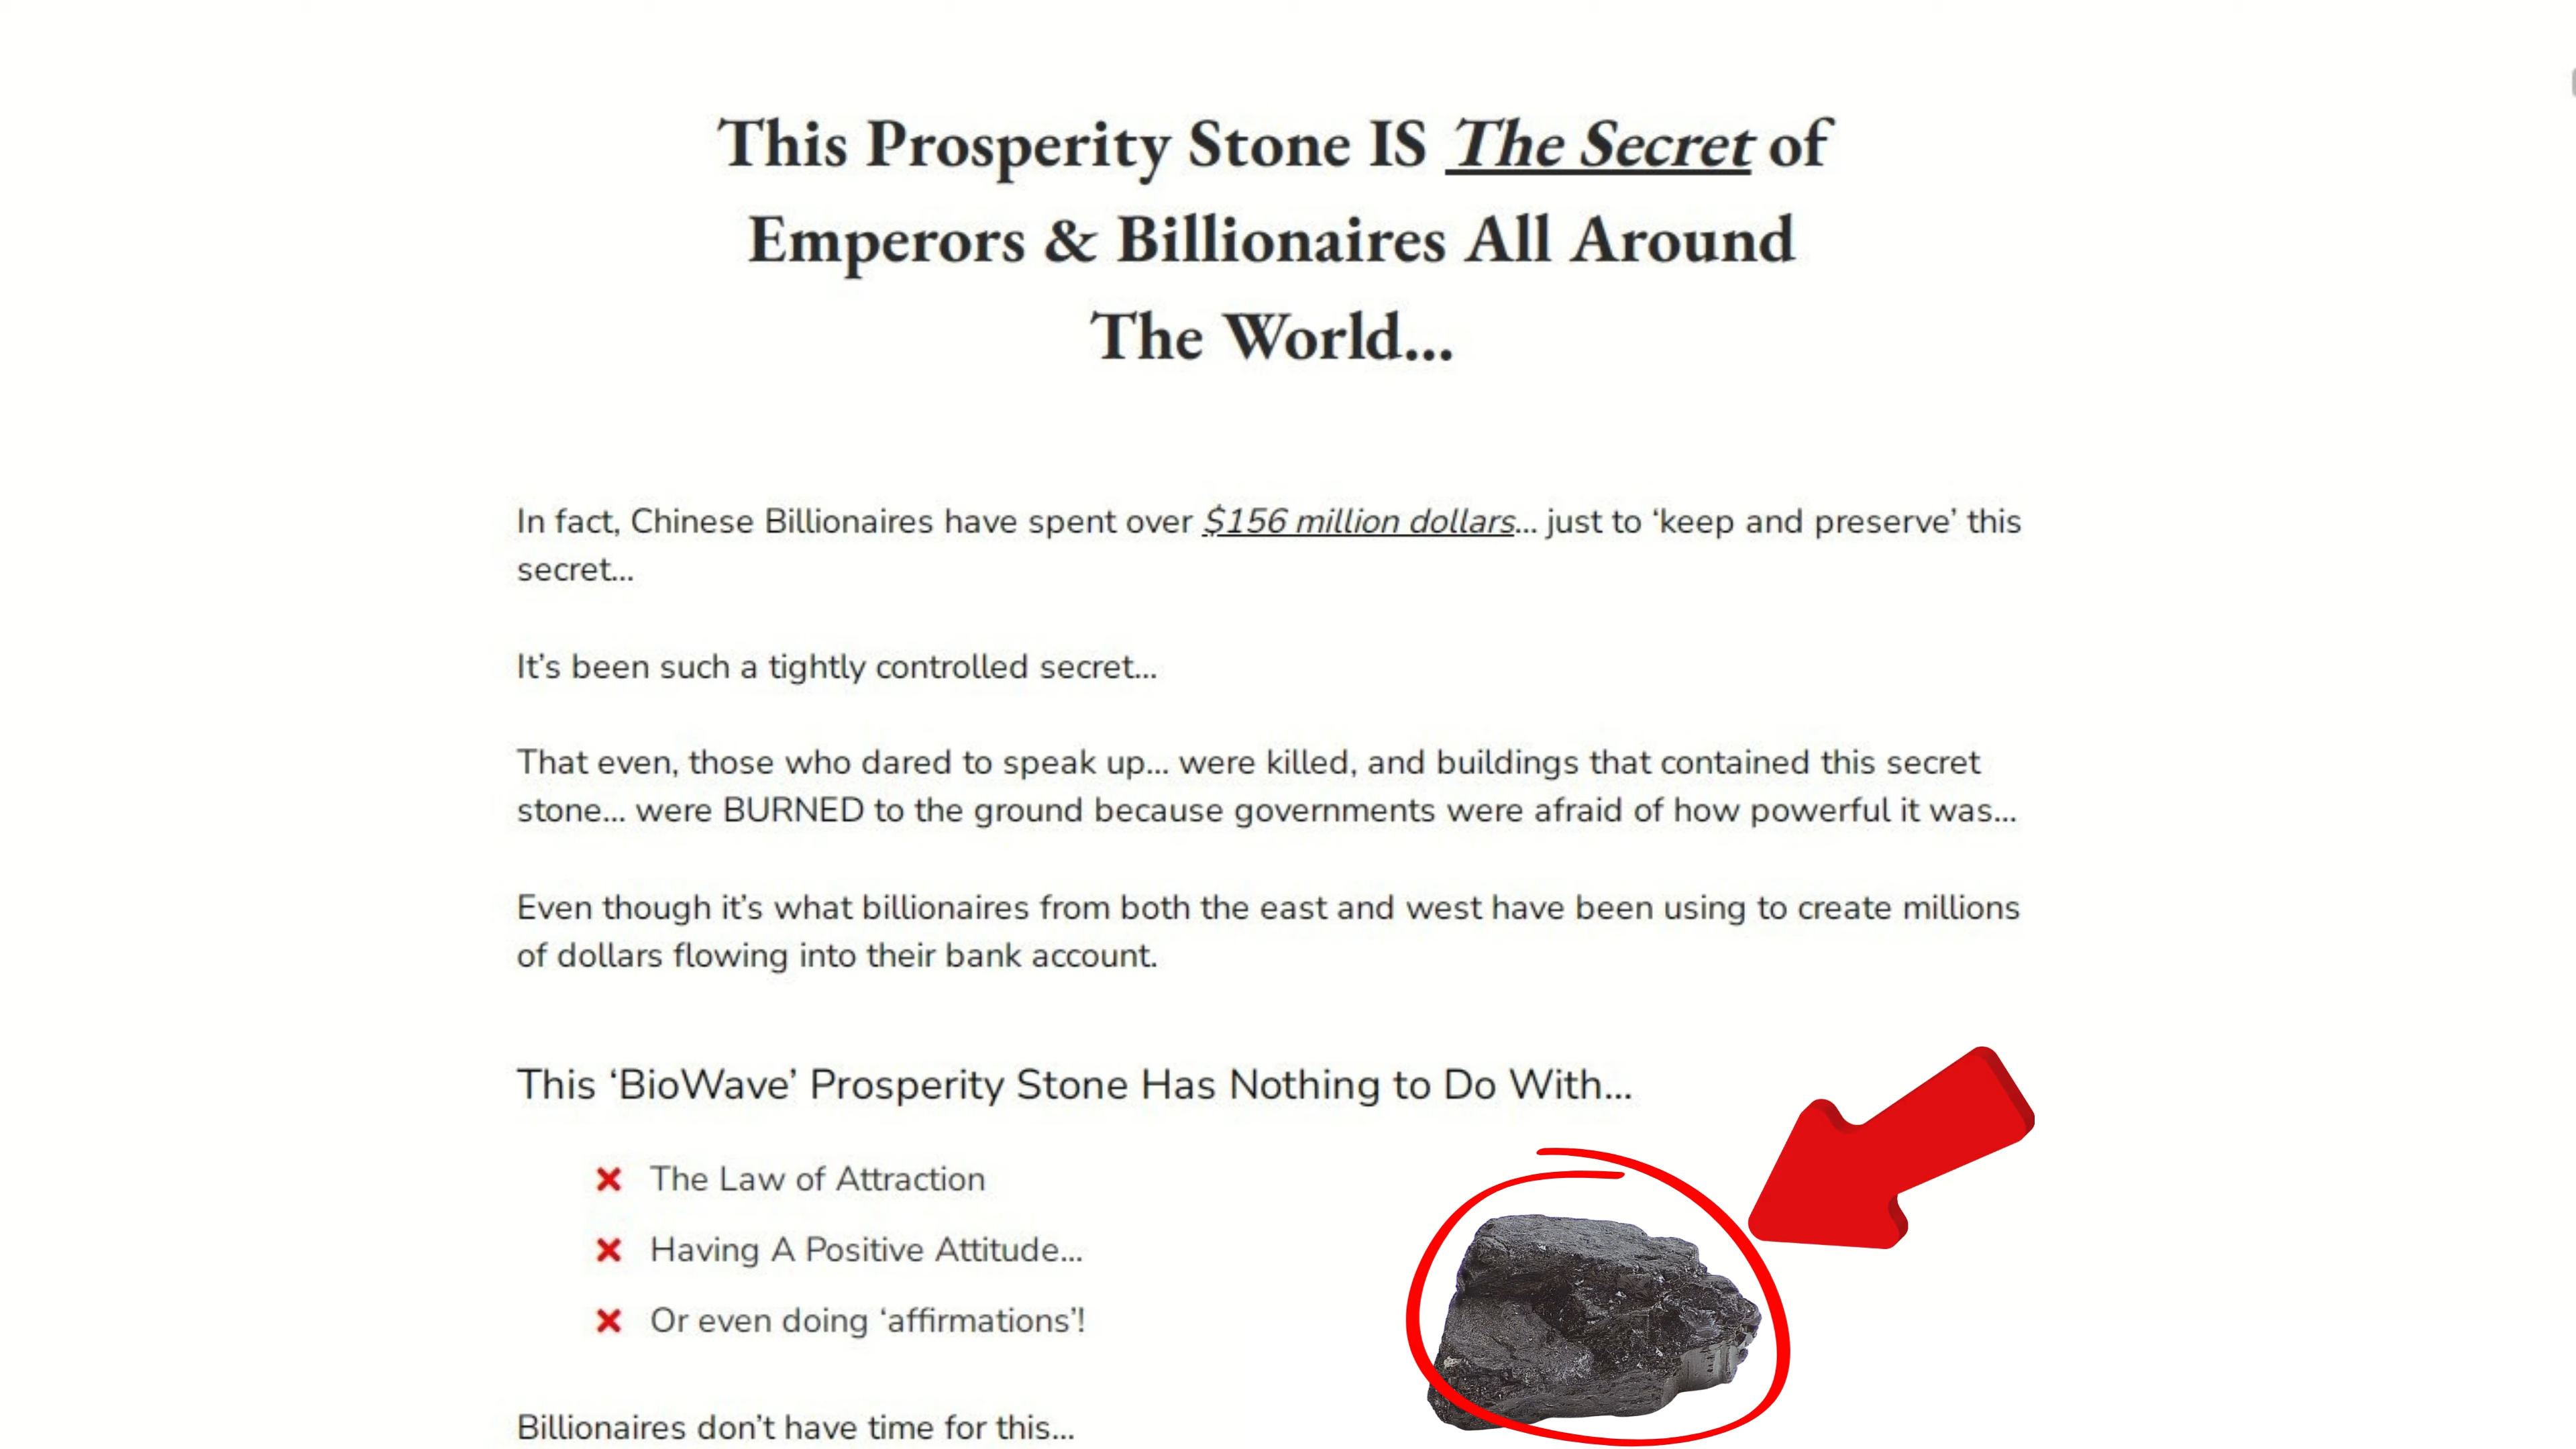 This Prosperity Stone IS The Secret of
Emperors & Billionaires All Around
The World...
In fact, Chinese Billionaires have spent over $156 million dollars... just to ‘keep and preserve’ this
secret...
It’s been such a tightly controlled secret...
That even, those who dared to speak up... were killed, and buildings that contained this secret
stone... were BURNED to the ground because governments were afraid of how powerful it was...
Even though it’s what billionaires from both the east and west have been using to create millions
of dollars flowing into their bank account.
This ‘BioWave’ Prosperity Stone Has Nothing to Do With...
The Law of Attraction
Having A Positive Attitude...
Or even doing ‘affirmations’!
Billionaires don’t have time for this...